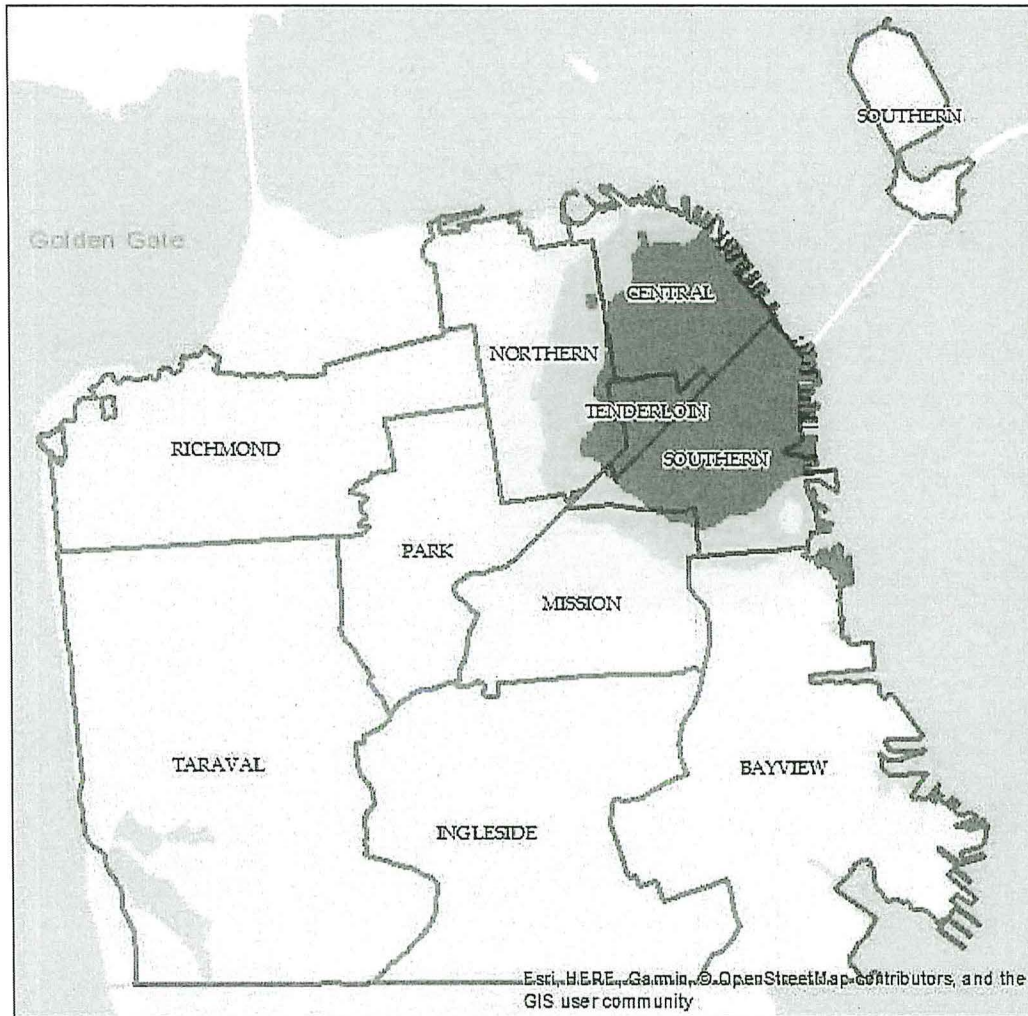 SOUTHERN
Golden Gate
CENTRAL
NORTHERN
TENDERLOIN
RICHMOND
SOUTHERN
PARK
MISSION
TARAVAL
BAYVIEW
INGLESIDE
Esri, HERE, Garmin, © OpenStreetMap contributors, and the
GIS user community